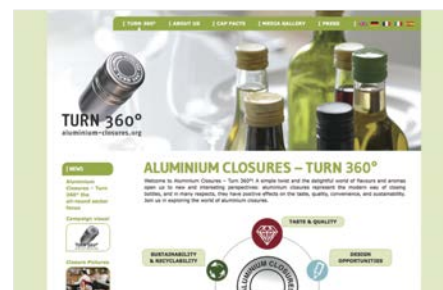 | TURN 360° | ABOUT US | CAP FACTS | MEDIA GALLERY | PRESS |
TURN 360°
aluminium-closures.org
| NEWS
Aluminium
Closures – Turn
360° the
all-round sector
focus
Campaign visual
TURN 360°
Closure Pictures
ALUMINIUM CLOSURES – TURN 360°
Welcome to Aluminium Closures – Turn 360°! A simple twist and the delightful world of flavours and aromas
open up to new and interesting perspectives: aluminium closures represent the modern way of closing
bottles, and in many respects, they have positive effects on the taste, quality, convenience, and sustainability.
Join us in exploring the world of aluminium closures.
TASTE & QUALITY
SUSTAINABILITY
& RECYCLABILITY
DESIGN
OPPORTUNITIES
ALUMINIUM CLOSURES